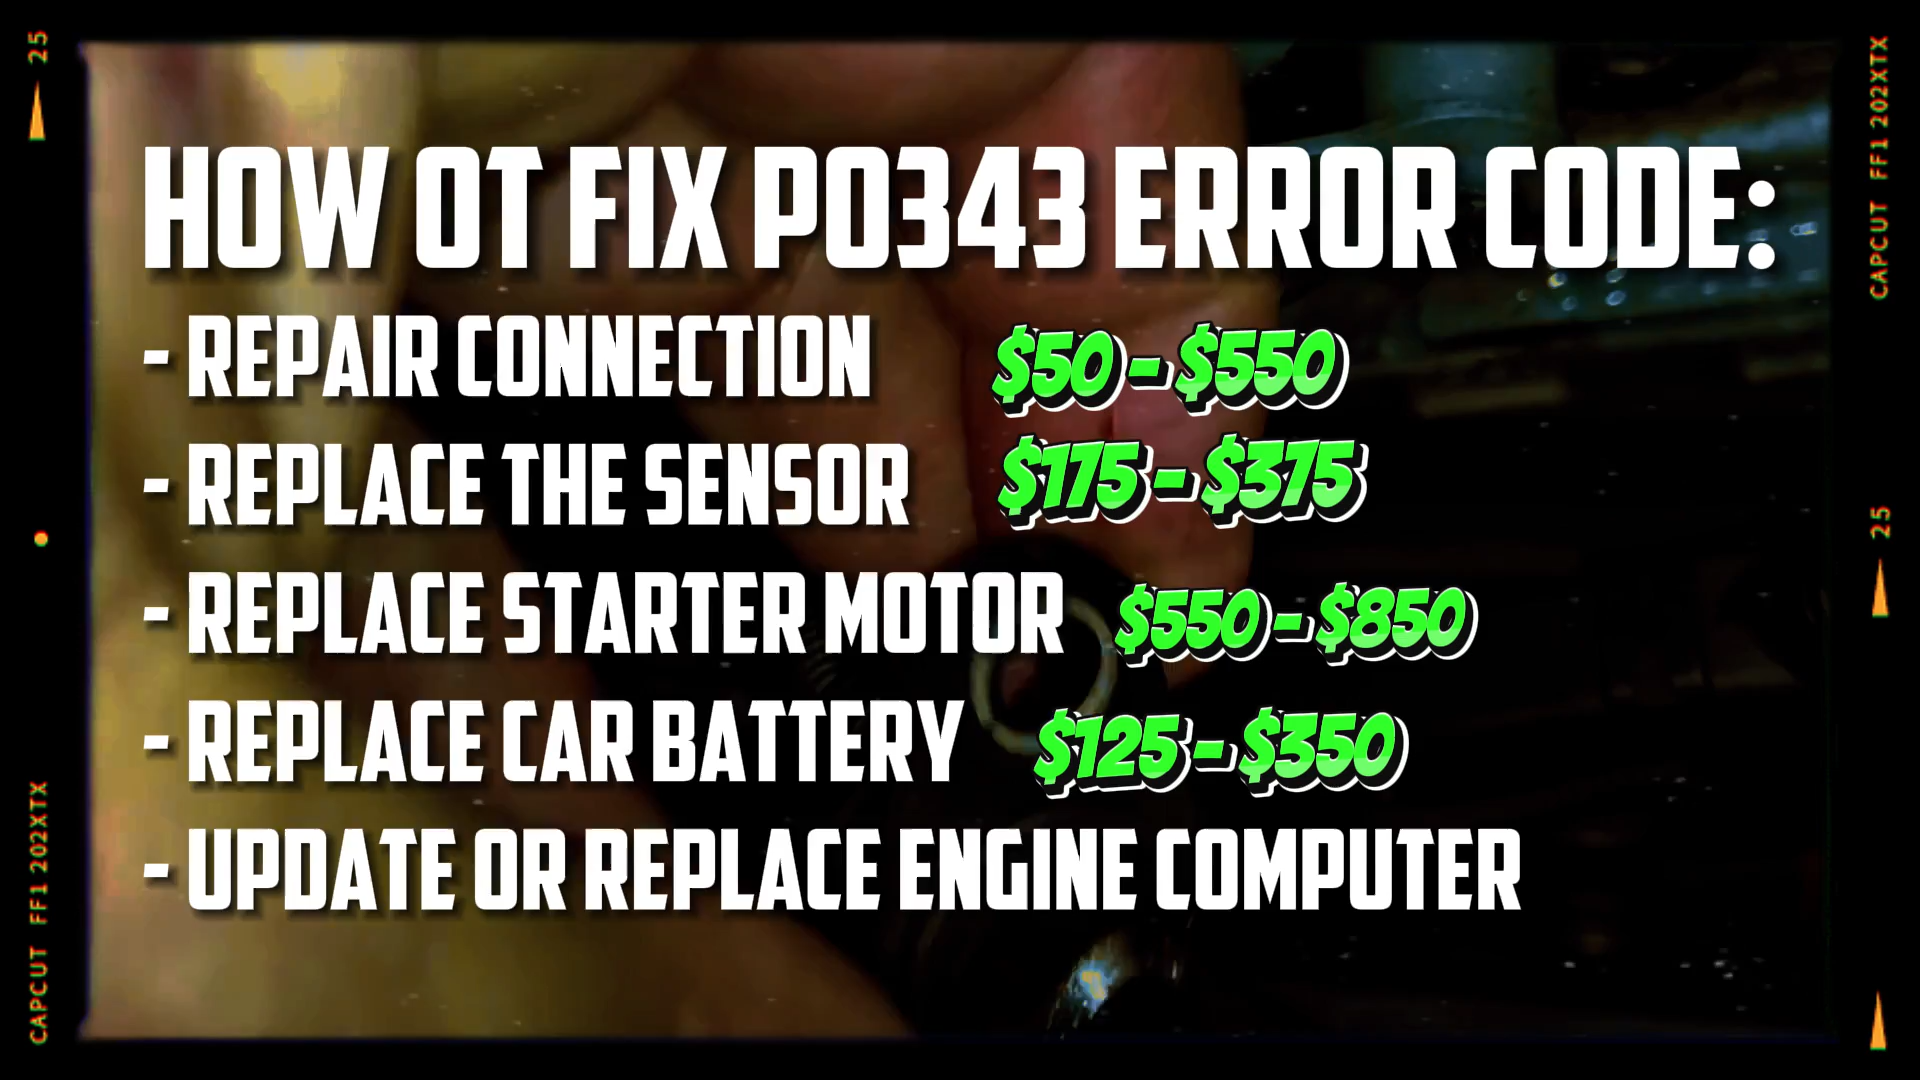 HOW OT FIX P0343 ERROR CODE:
- REPAIR CONNECTION $50 - $550
- REPLACE THE SENSOR $175 - $375
- REPLACE STARTER MOTOR $550 - $850
- REPLACE CAR BATTERY $125 - $350
- UPDATE OR REPLACE ENGINE COMPUTER
25
CAPCUT FF1 202XTX
CAPCUT FF1 202XTX
25